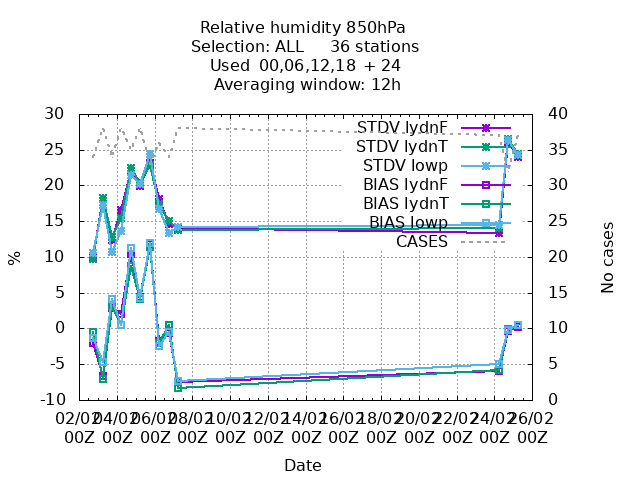 Relative humidity 850hPa
Selection: ALL 36 stations
Used 00,06,12,18 + 24
Averaging window: 12h
30
25
20
15
10
5
0
-5
-10
40
35
30
25
20
15
10
5
0
%
No cases
STDV lydnF
STDV lydnT
STDV lowp
BIAS lydnF
BIAS lydnT
BIAS lowp
CASES
02/02 04/02 06/02 08/02 10/02 12/02 14/02 16/02 18/02 20/02 22/02 24/02 26/02
00Z 00Z 00Z 00Z 00Z 00Z 00Z 00Z 00Z 00Z 00Z 00Z 00Z
Date